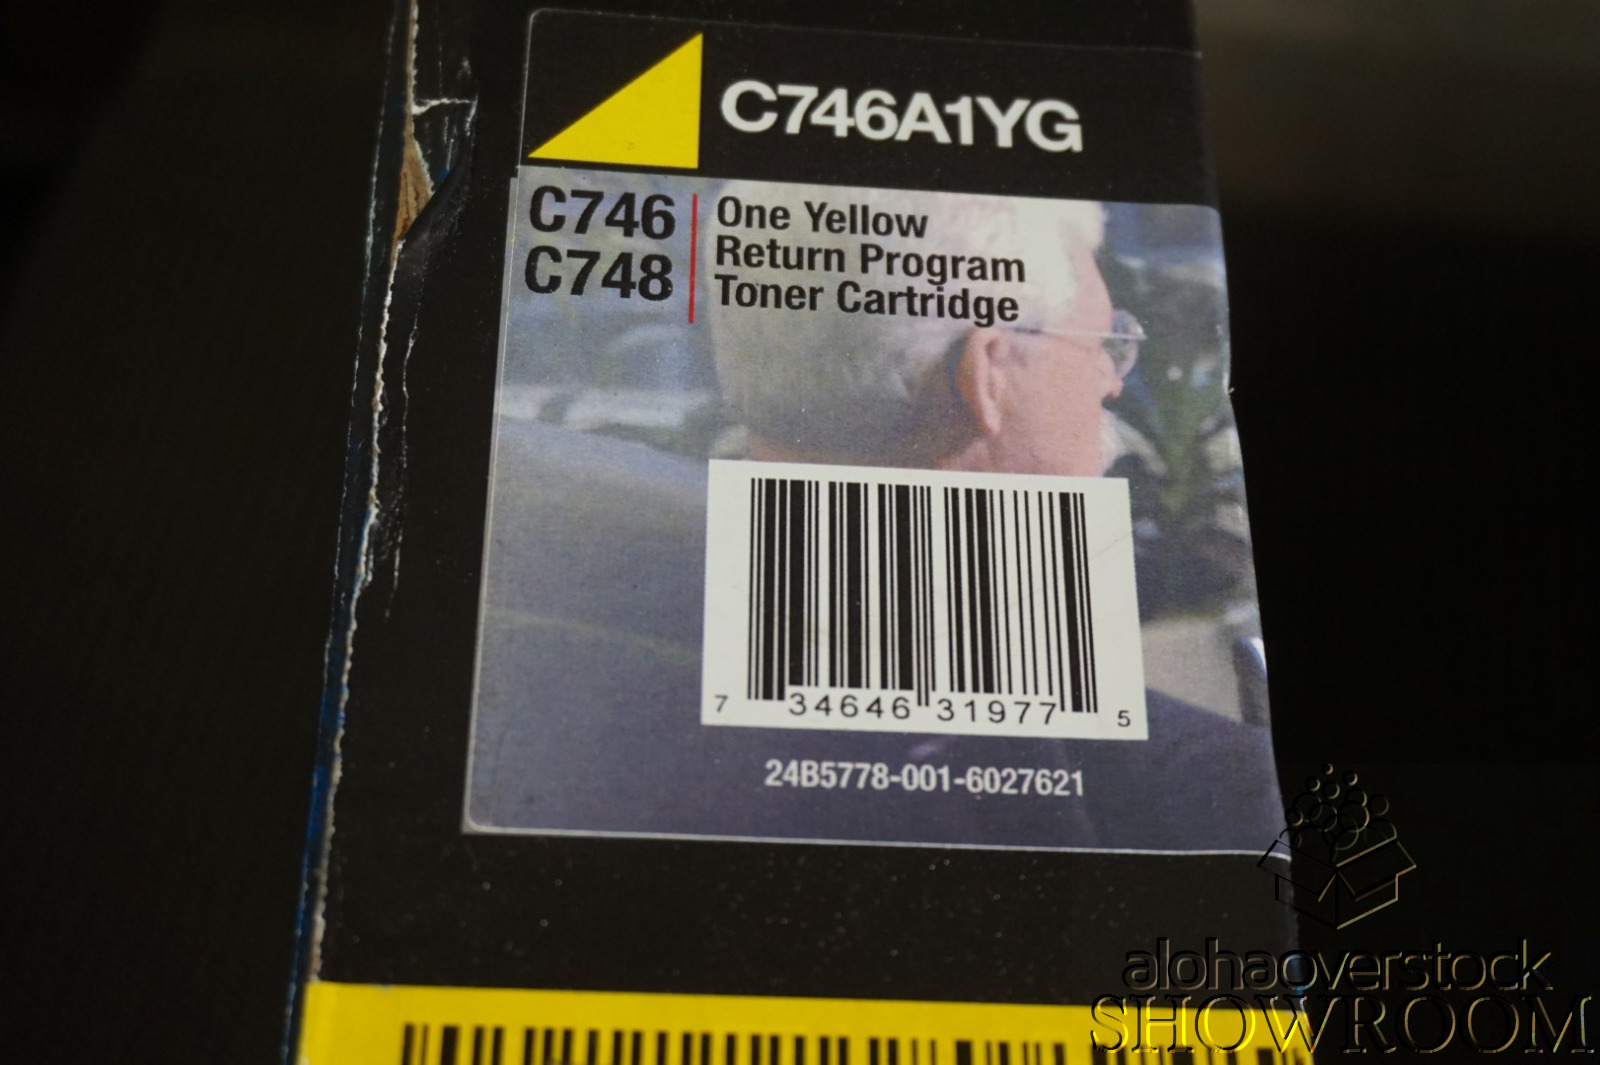 C746A1YG
C746
C748
One Yellow
Return Program
Toner Cartridge
7 34646 31977 5
24B5778-001-6027621
alohaoverstock
SHOWROOM